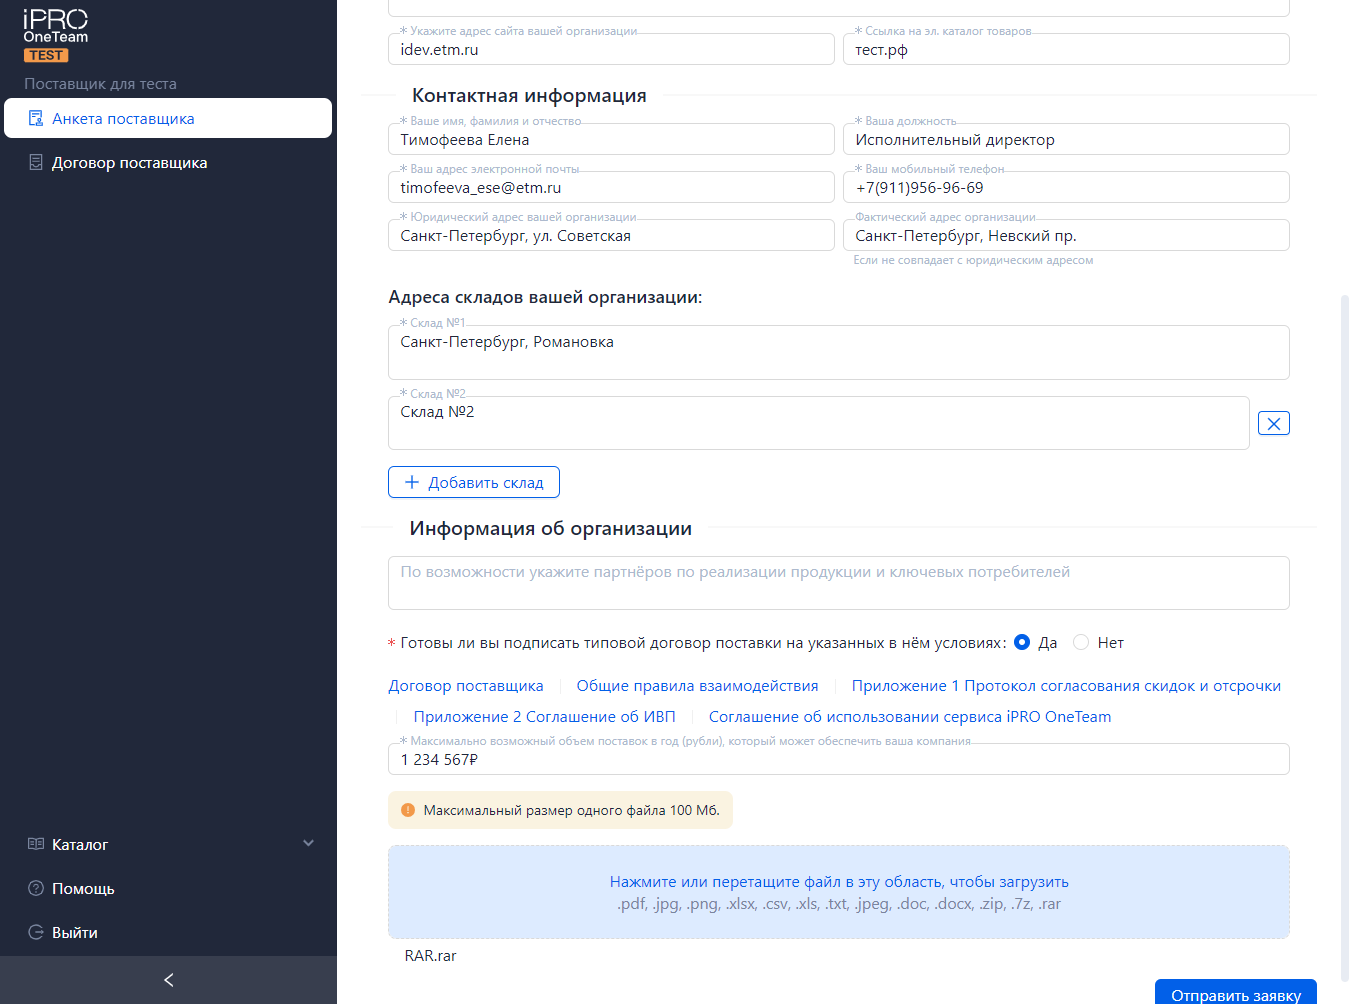 iPRO
OneTeam
TEST
Поставщик для теста
Анкета поставщика
Договор поставщика
Каталог
Помощь
Выйти
* Укажите адрес сайта вашей организации
idev.etm.ru
* Ссылка на эл. каталог товаров
тест.рф
Контактная информация
* Ваше имя, фамилия и отчество
Тимофеева Елена
* Ваша должность
Исполнительный директор
* Ваш адрес электронной почты
timofeeva_ese@etm.ru
* Ваш мобильный телефон
+7(911)956-96-69
* Юридический адрес вашей организации
Санкт-Петербург, ул. Советская
Фактический адрес организации
Санкт-Петербург, Невский пр.
Если не совпадает с юридическим адресом
Адреса складов вашей организации:
* Склад №1
Санкт-Петербург, Романовка
* Склад №2
Склад №2
Добавить склад
Информация об организации
По возможности укажите партнёров по реализации продукции и ключевых потребителей
* Готовы ли вы подписать типовой договор поставки на указанных в нём условиях: Да Нет
Договор поставщика Общие правила взаимодействия Приложение 1 Протокол согласования скидок и отсрочки
Приложение 2 Соглашение об ИВП Соглашение об использовании сервиса iPRO OneTeam
* Максимально возможный объем поставок в год (рубли), который может обеспечить ваша компания
1 234 567₽
Максимальный размер одного файла 100 Мб.
Нажмите или перетащите файл в эту область, чтобы загрузить
.pdf, .jpg, .png, .xlsx, .csv, .xls, .txt, .jpeg, .doc, .docx, .zip, .7z, .rar
RAR.rar
Отправить заявку